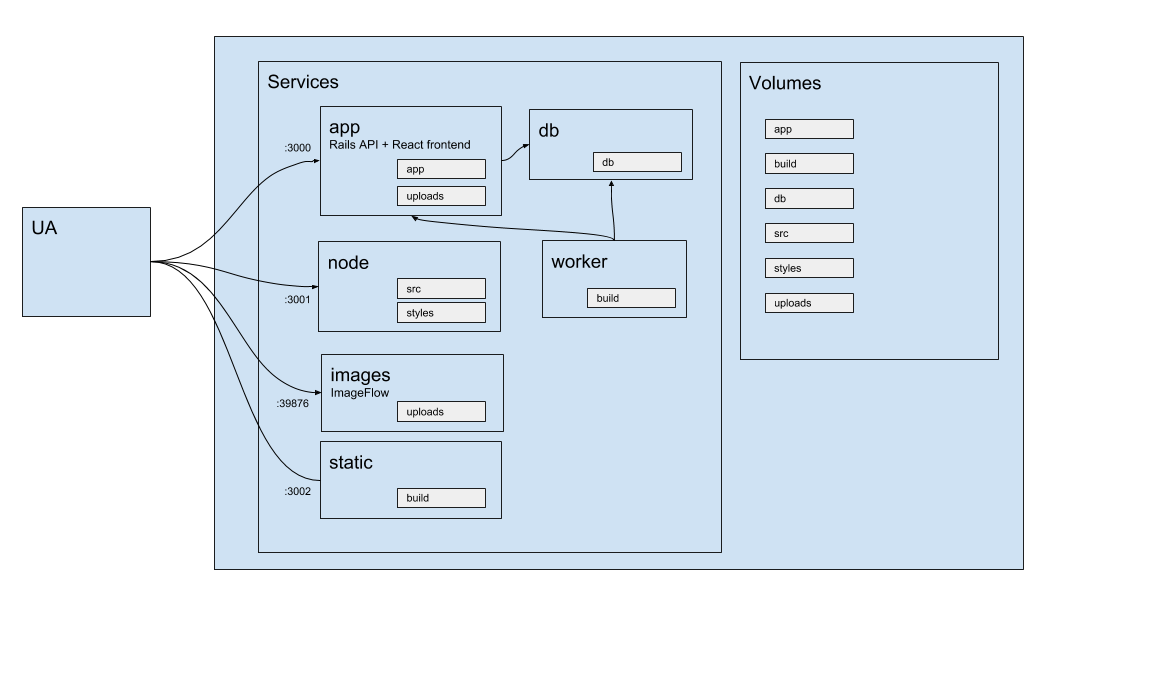 UA
Services
app
Rails API + React frontend
:3000
app
uploads
db
db
node
:3001
src
styles
worker
build
images
ImageFlow
:39876
uploads
static
:3002
build
Volumes
app
build
db
src
styles
uploads